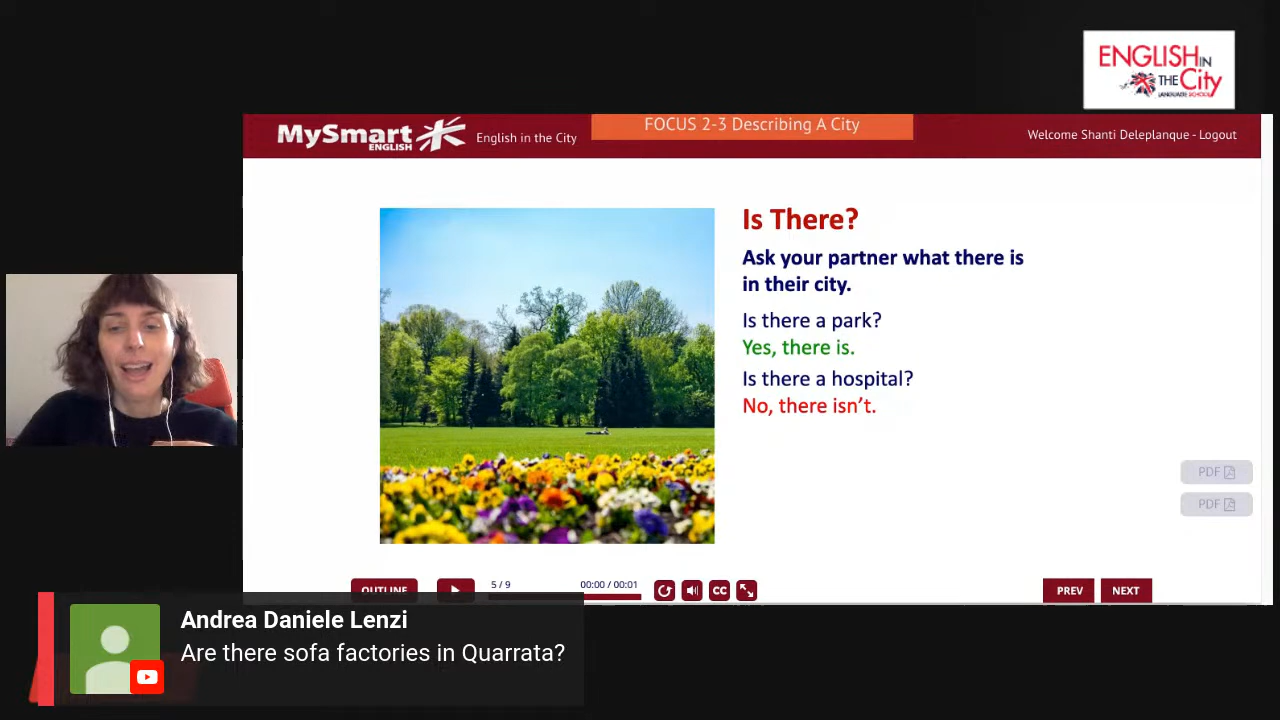 ENGLISH IN
THE City
LANGUAGE SCHOOL
MySmart
ENGLISH
English in the City
FOCUS 2-3 Describing A City
Welcome Shanti Deleplanque - Logout
Is There?
Ask your partner what there is
in their city.
Is there a park?
Yes, there is.
Is there a hospital?
No, there isn't.
PDF
PDF
OUTLINE
5 / 9
00:00 / 00:01
CC
PREV
NEXT
Andrea Daniele Lenzi
Are there sofa factories in Quarrata?